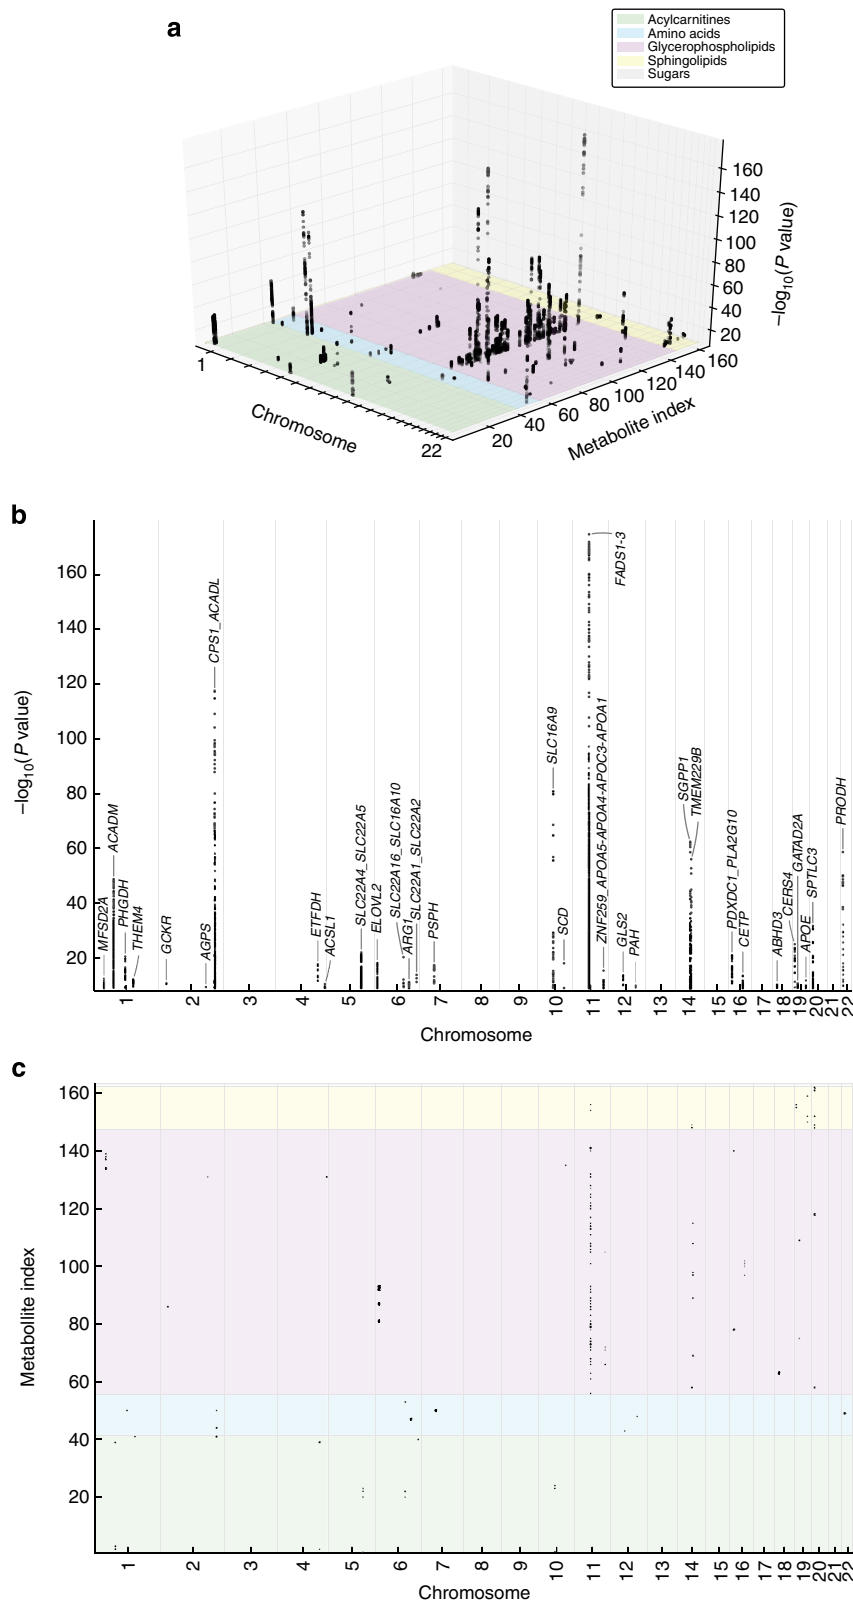 a
Acylcarnitines
Amino acids
Glycerophospholipids
Sphingolipids
Sugars
160
140
120
100
80
60
40
20
−log10(P value)
1
Chromosome
22
20
40
60
80
100
120
140
160
Metabolite index
b
160
140
120
100
80
60
40
20
−log10(P value)
MFSD2A
ACADM
PHGDH
THEM4
GCKR
AGPS
CPS1_ACADL
ETFDH
ACSL1
SLC22A4_SLC22A5
ELOVL2
SLC22A16_SLC16A10
ARG1
SLC22A1_SLC22A2
PSPH
SLC16A9
SCD
FADS1-3
ZNF259_APOA5-APOA4-APOC3-APOA1
GLS2
PAH
SGPP1
TMEM229B
PDXDC1_PLA2G10
CETP
ABHD3
CERS4
GATAD2A
APOE
SPTLC3
PRODH
1 2 3 4 5 6 7 8 9 10 11 12 13 14 15 16 17 18 19 20 21 22
Chromosome
c
160
140
120
100
80
60
40
20
Metabollite index
1 2 3 4 5 6 7 8 9 10 11 12 13 14 15 16 17 18 19 20 21 22
Chromosome